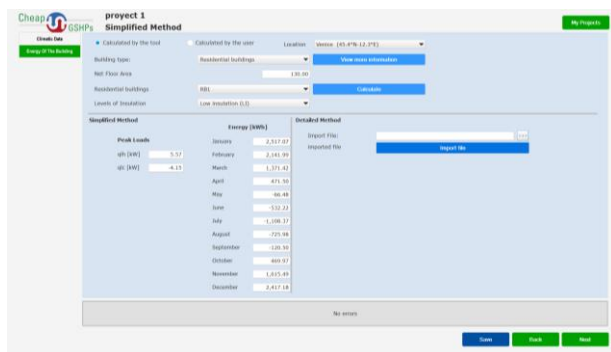 Cheap GSHPs
proyect 1
Simplified Method
My Projects
Climatic Data
Energy Of The Building
Calculated by the tool
Calculated by the user
Location
Venice (45.4°N-12.3°E)
Building type:
Residential buildings
View more information
Net Floor Area
130.00
Residential buildings
RB1
Calculate
Levels of Insulation
Low Insulation (LI)
Simplified Method
Detailed Method
Energy [kWh]
Import File:
...
Peak Loads
January 2,517.07
Imported file
Import file
qh [kW] 5.57
February 2,141.99
qc [kW] -4.15
March 1,371.42
April 471.50
May -66.48
June -532.22
July -1,108.37
August -725.98
September -120.50
October 469.97
November 1,615.49
December 2,417.18
No errors
Save
Back
Next